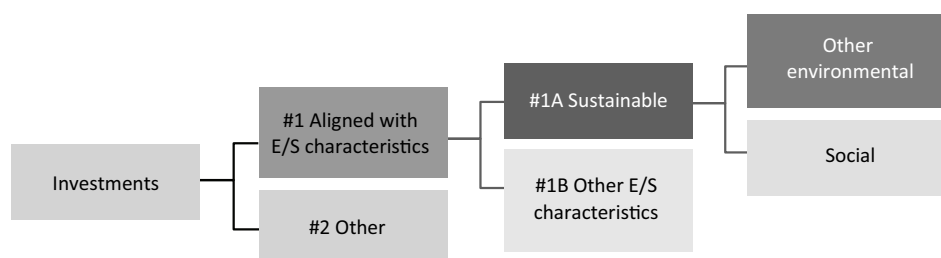 Investments
#1 Aligned with
E/S characteristics
#2 Other
#1A Sustainable
#1B Other E/S
characteristics
Other
environmental
Social